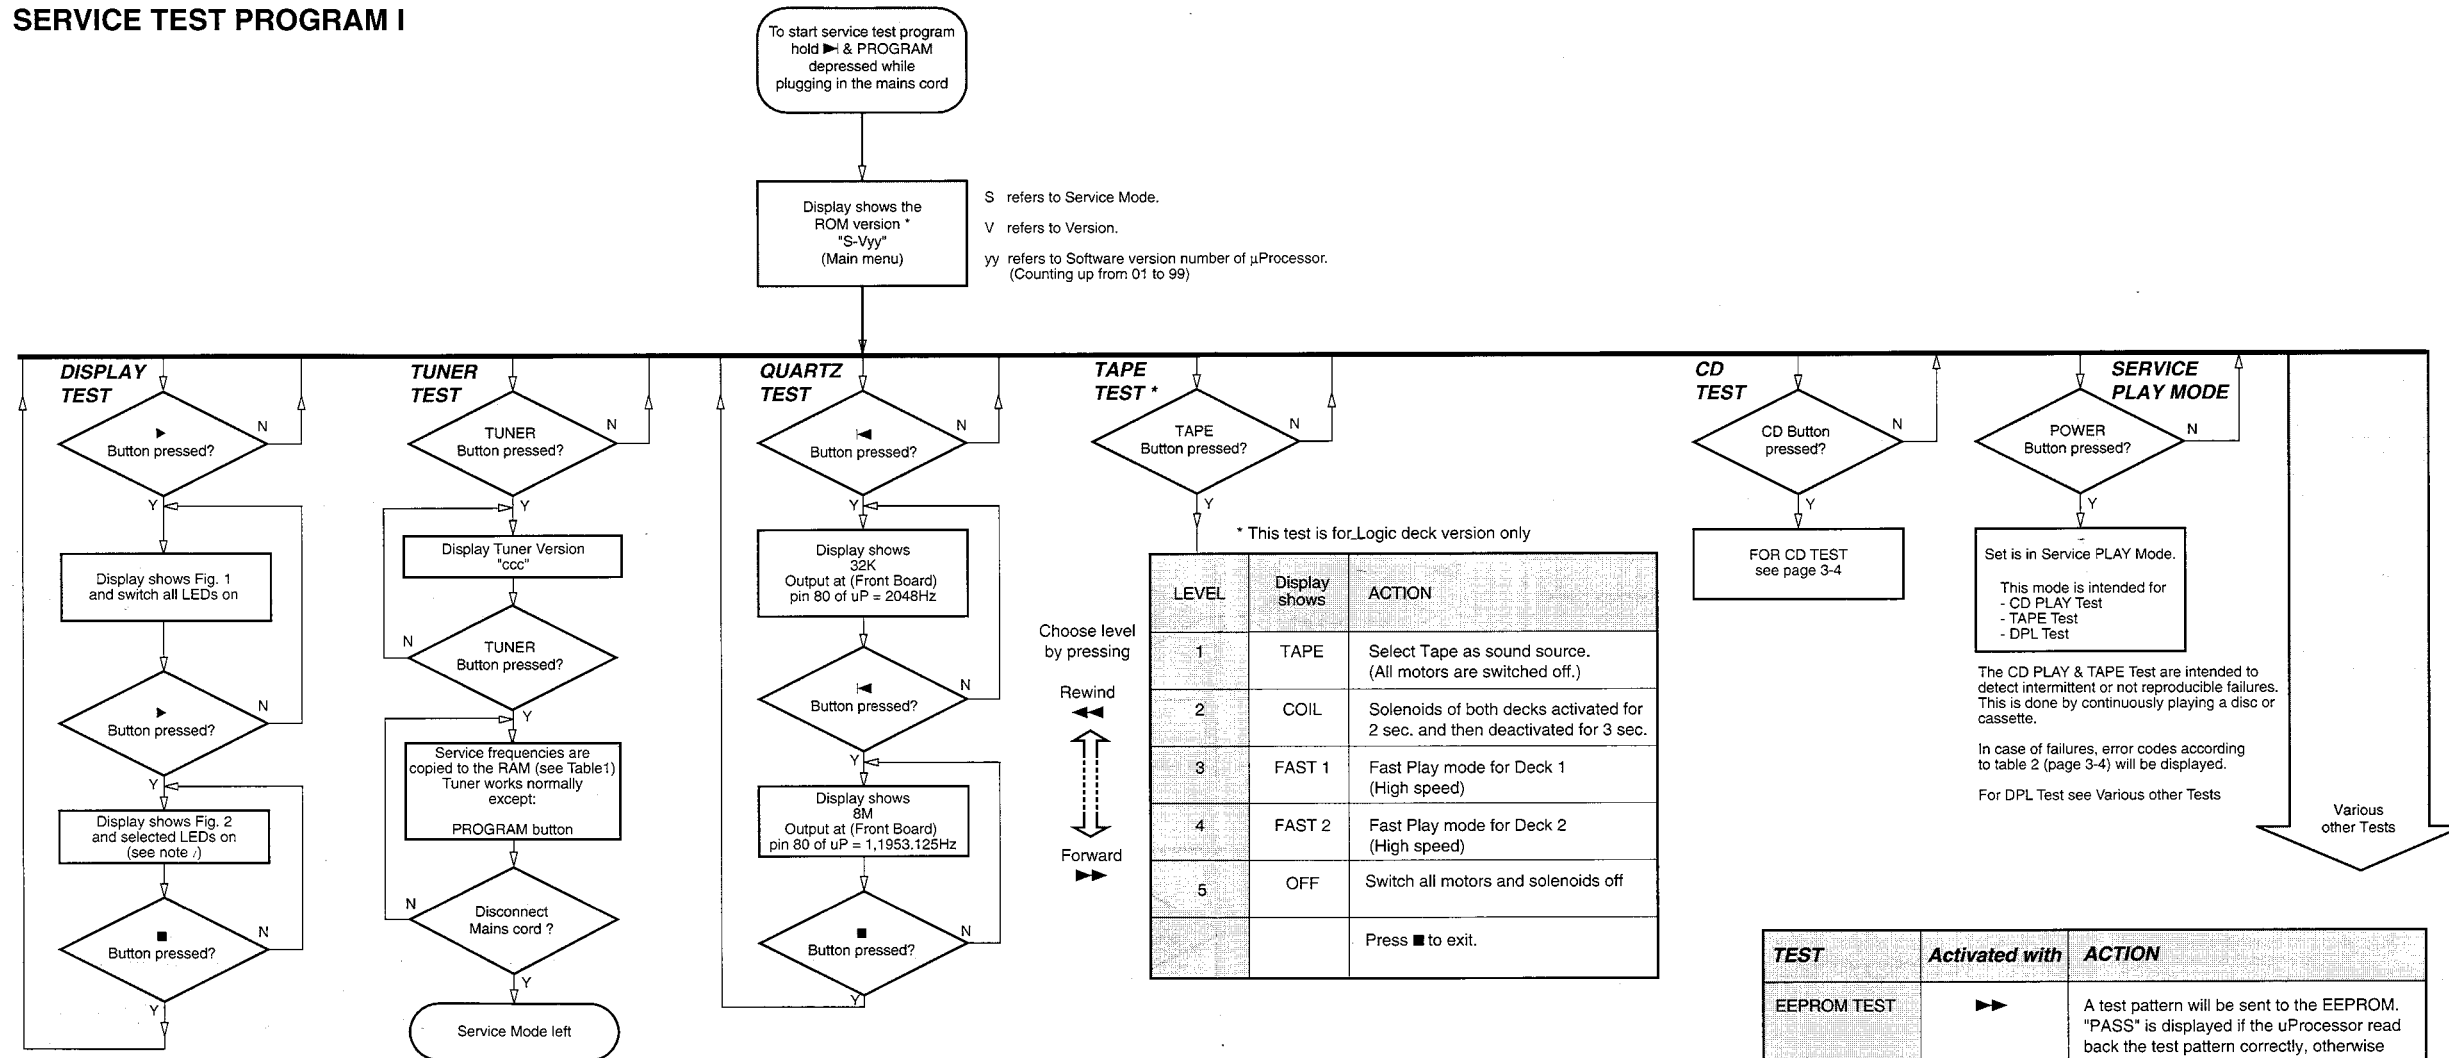 SERVICE TEST PROGRAM I
To start service test program
hold ▶| & PROGRAM
depressed while
plugging in the mains cord
Display shows the
ROM version *
"S-Vyy"
(Main menu)
S refers to Service Mode.
V refers to Version.
yy refers to Software version number of µProcessor.
(Counting up from 01 to 99)
DISPLAY
TEST
▶
Button pressed?
N
Y
Display shows Fig. 1
and switch all LEDs on
▶
Button pressed?
N
Y
Display shows Fig. 2
and selected LEDs on
(see note )
■
Button pressed?
N
Y
TUNER
TEST
TUNER
Button pressed?
N
Y
Display Tuner Version
"ccc"
TUNER
Button pressed?
N
Y
Service frequencies are
copied to the RAM (see Table1)
Tuner works normally
except:
PROGRAM button
Disconnect
Mains cord ?
N
Y
Service Mode left
QUARTZ
TEST
|◀
Button pressed?
N
Y
Display shows
32K
Output at (Front Board)
pin 80 of uP = 2048Hz
|◀
Button pressed?
N
Y
Display shows
8M
Output at (Front Board)
pin 80 of uP = 1,1953.125Hz
■
Button pressed?
N
Y
TAPE
TEST *
TAPE
Button pressed?
N
Y
* This test is for Logic deck version only
Choose level
by pressing
Rewind
◀◀
Forward
▶▶
LEVEL Display shows ACTION
1 TAPE Select Tape as sound source.
(All motors are switched off.)
2 COIL Solenoids of both decks activated for
2 sec. and then deactivated for 3 sec.
3 FAST 1 Fast Play mode for Deck 1
(High speed)
4 FAST 2 Fast Play mode for Deck 2
(High speed)
5 OFF Switch all motors and solenoids off
Press ■ to exit.
CD
TEST
CD Button
pressed?
N
Y
FOR CD TEST
see page 3-4
SERVICE
PLAY MODE
POWER
Button pressed?
N
Y
Set is in Service PLAY Mode.
This mode is intended for
- CD PLAY Test
- TAPE Test
- DPL Test
The CD PLAY & TAPE Test are intended to
detect intermittent or not reproducible failures.
This is done by continuously playing a disc or
cassette.
In case of failures, error codes according
to table 2 (page 3-4) will be displayed.
For DPL Test see Various other Tests
Various
other Tests
TEST Activated with ACTION
EEPROM TEST ▶▶ A test pattern will be sent to the EEPROM.
"PASS" is displayed if the uProcessor read
back the test pattern correctly, otherwise